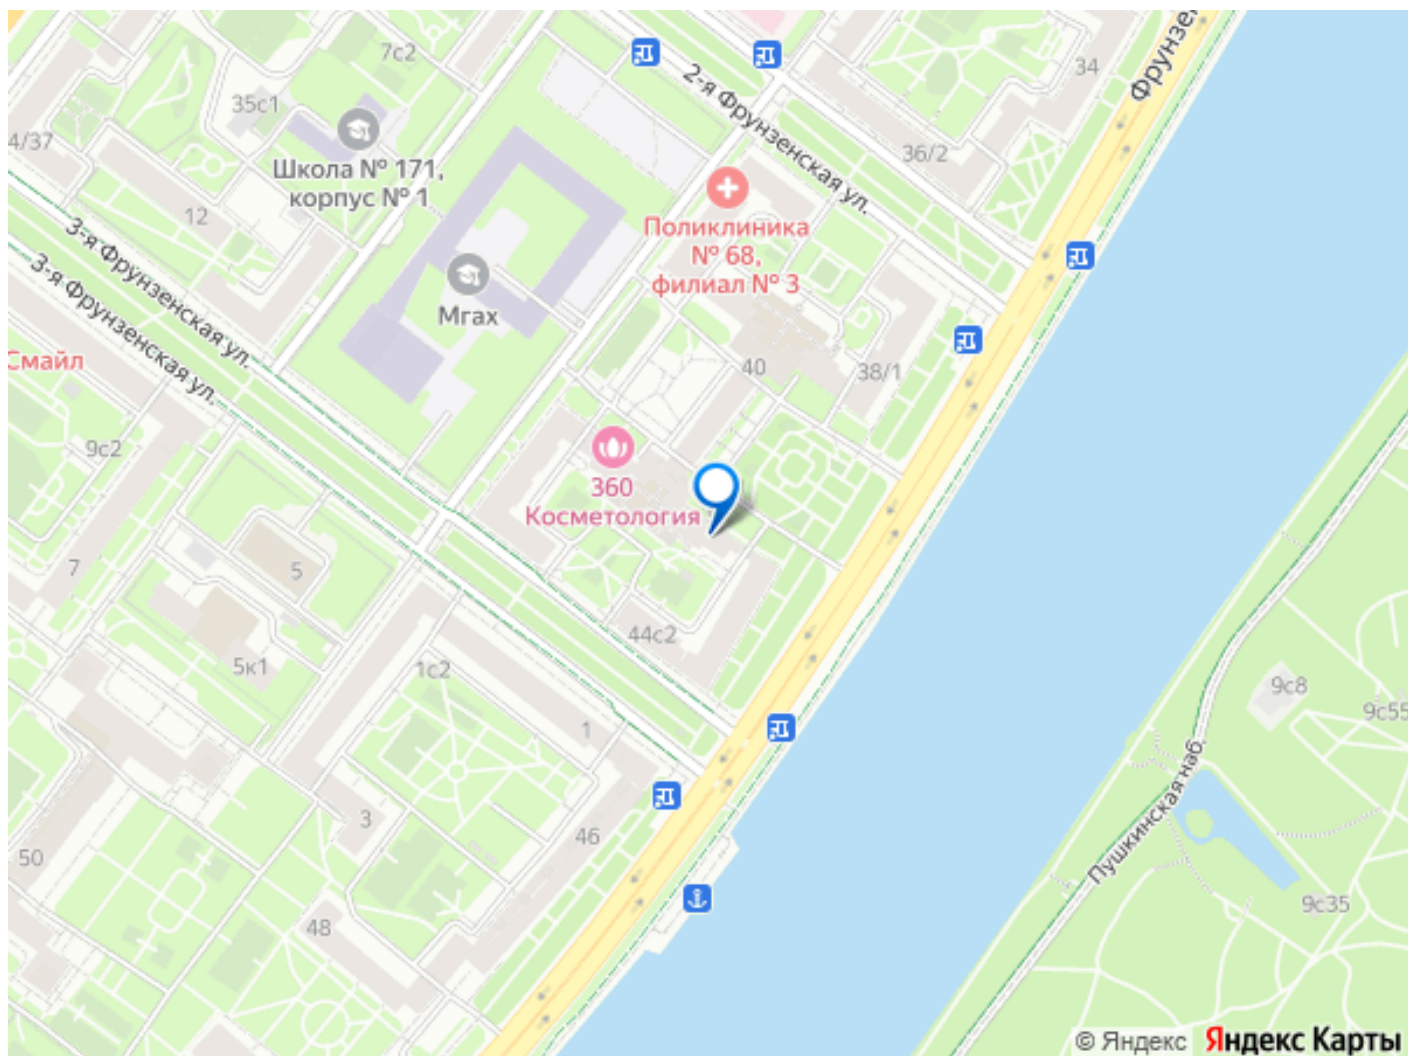 7с2
34
Фрунзе
2-я Фрунзенская ул.
35с1
4/37
Школа № 171,
корпус № 1
36/2
12
Поликлиника
№ 68,
филиал № 3
3-я Фрунзенская ул.
3-я Фрунзенская ул.
Мгах
Смайл
40
38/1
9с2
360
Косметология
5
7
44с2
5к1
1с2
1
9с8
9с55
Пушкинская наб.
3
46
50
9с35
48
© Яндекс Яндекс Карты